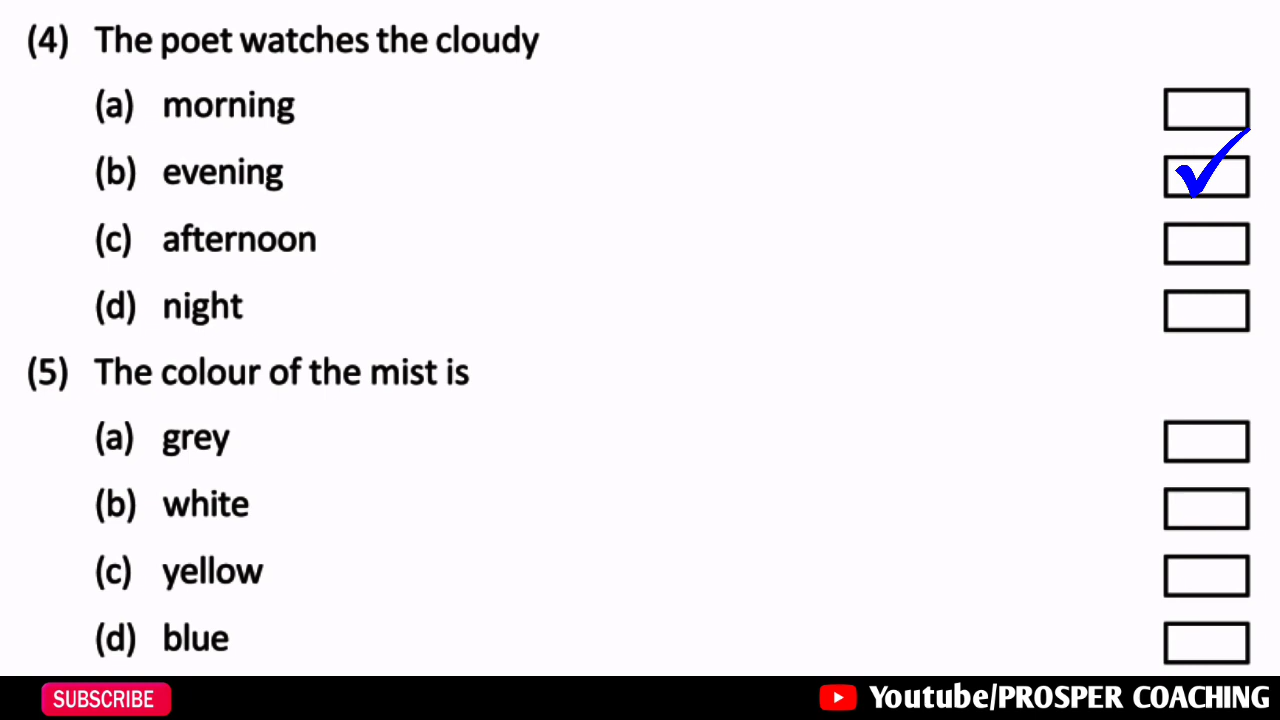 (4) The poet watches the cloudy
(a) morning
(b) evening
(c) afternoon
(d) night
(5) The colour of the mist is
(a) grey
(b) white
(c) yellow
(d) blue
SUBSCRIBE Youtube/PROSPER COACHING